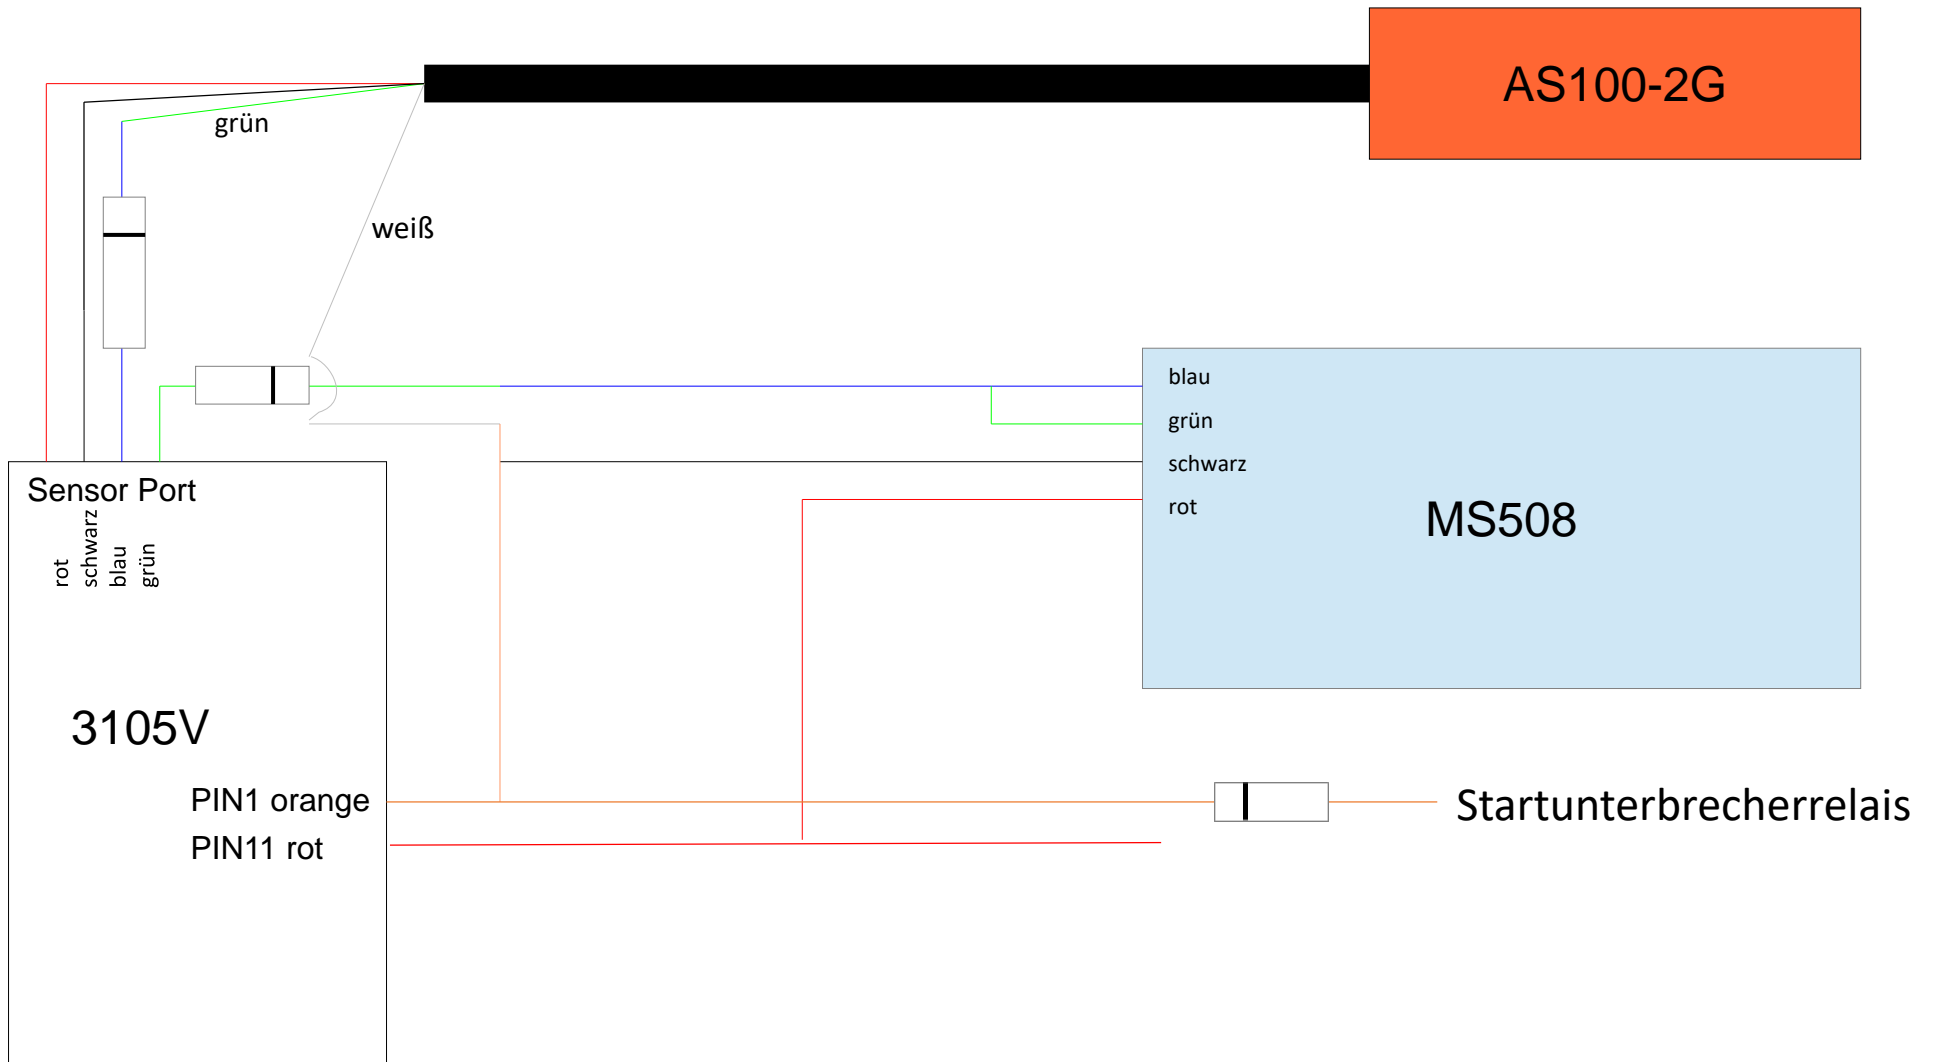 AS100-2G
grün
weiß
blau
grün
schwarz
rot
MS508
Sensor Port
rot
schwarz
blau
grün
3105V
PIN1 orange
Startunterbrecherrelais
PIN11 rot